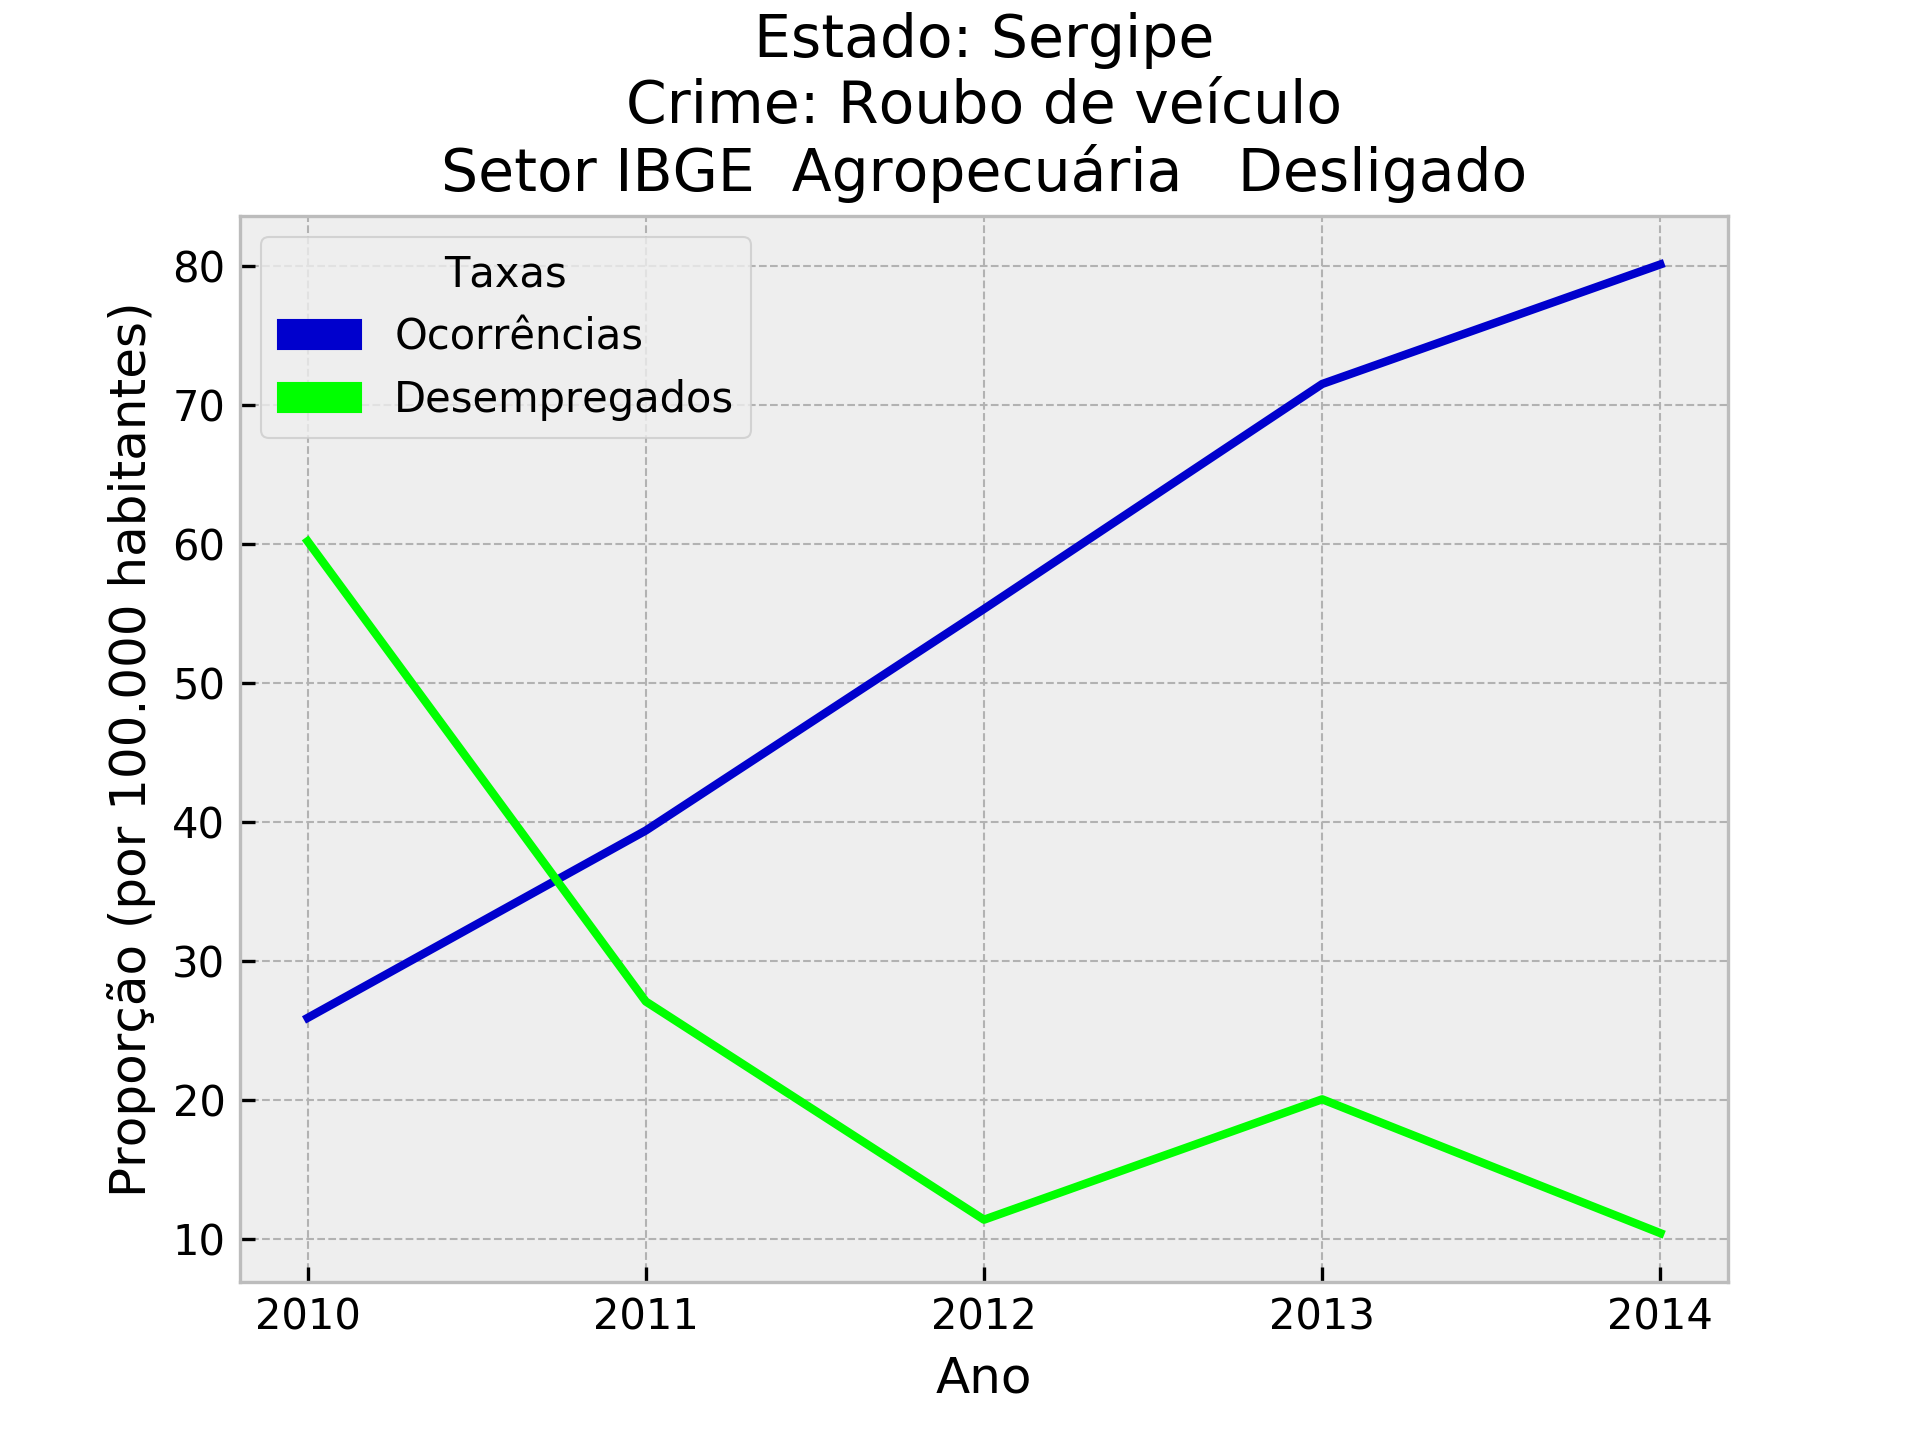 Estado: Sergipe
Crime: Roubo de veículo
Setor IBGE  Agropecuária   Desligado
Taxas
Ocorrências
Desempregados
Proporção (por 100.000 habitantes)
80
70
60
50
40
30
20
10
2010 2011 2012 2013 2014
Ano